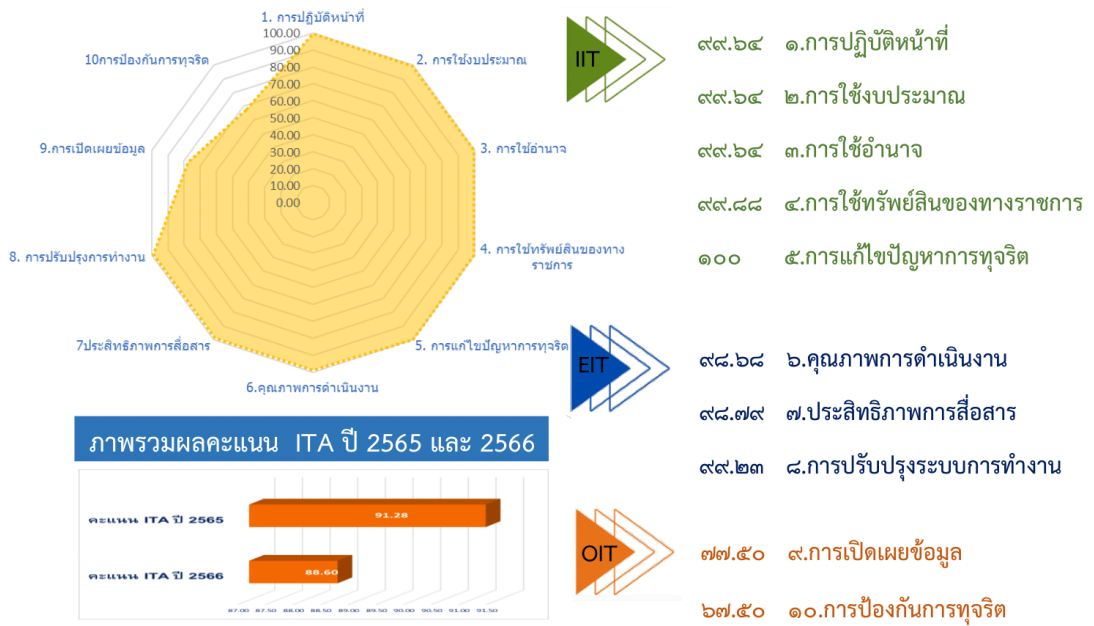 1. การปฏิบัติหน้าที่
100.00
90.00
80.00
70.00
60.00
50.00
40.00
30.00
20.00
10.00
0.00
2. การใช้งบประมาณ
3. การใช้อำนาจ
4. การใช้ทรัพย์สินของทาง
ราชการ
5. การแก้ไขปัญหาการทุจริต
6.คุณภาพการดำเนินงาน
7ประสิทธิภาพการสื่อสาร
8. การปรับปรุงการทำงาน
9.การเปิดเผยข้อมูล
10การป้องกันการทุจริต
ภาพรวมผลคะแนน ITA ปี 2565 และ 2566
คะแนน ITA ปี 2565
91.28
คะแนน ITA ปี 2566
88.60
87.00 87.50 88.00 88.50 89.00 89.50 90.00 90.50 91.00 91.50
IIT
๙๙.๖๔ ๑.การปฏิบัติหน้าที่
๙๙.๖๔ ๒.การใช้งบประมาณ
๙๙.๖๔ ๓.การใช้อำนาจ
๙๙.๘๘ ๔.การใช้ทรัพย์สินของทางราชการ
๑๐๐ ๕.การแก้ไขปัญหาการทุจริต
EIT
๙๘.๖๘ ๖.คุณภาพการดำเนินงาน
๙๘.๗๙ ๗.ประสิทธิภาพการสื่อสาร
๙๙.๒๓ ๘.การปรับปรุงระบบการทำงาน
OIT
๗๗.๕๐ ๙.การเปิดเผยข้อมูล
๖๗.๕๐ ๑๐.การป้องกันการทุจริต